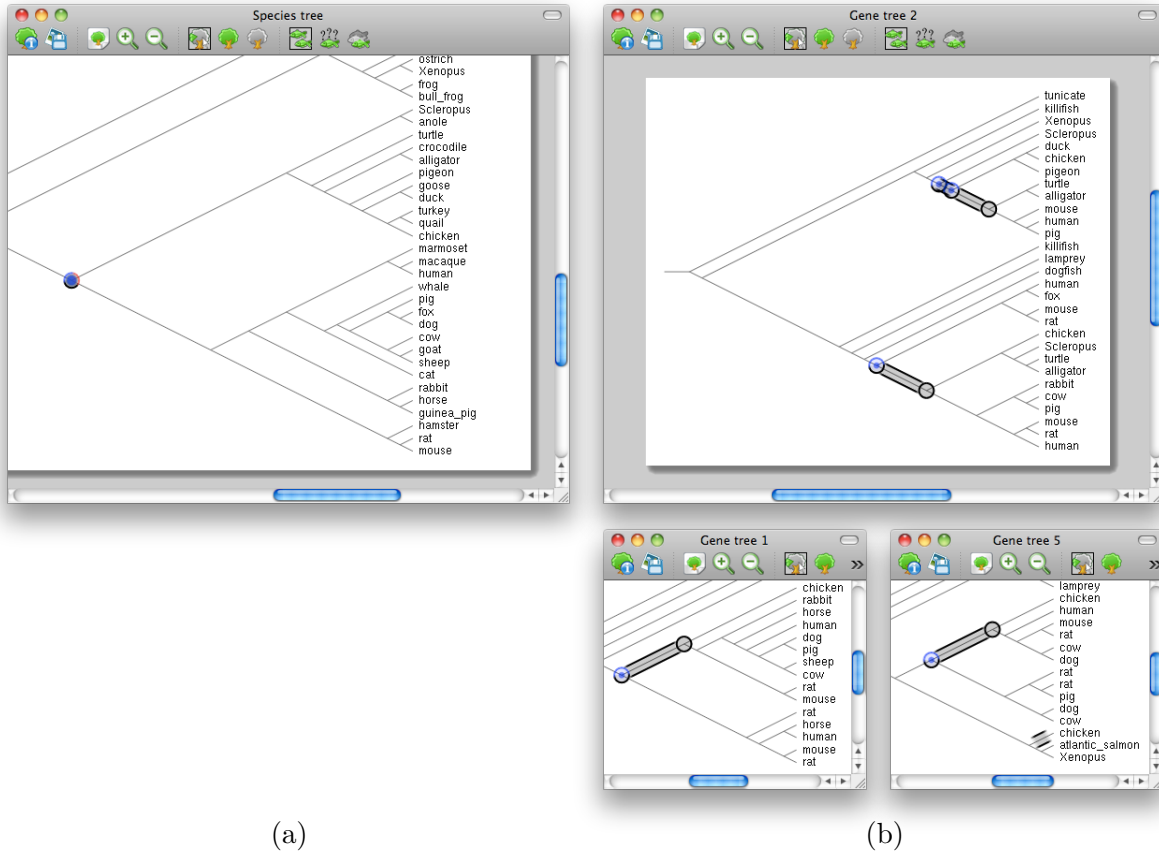 Species tree
ostrich
Xenopus
frog
bull_frog
Scleropus
anole
turtle
crocodile
alligator
pigeon
goose
duck
turkey
quail
chicken
marmoset
macaque
human
whale
pig
fox
dog
cow
goat
sheep
cat
rabbit
horse
guinea_pig
hamster
rat
mouse
(a)
Gene tree 2
???
tunicate
killifish
Xenopus
Scleropus
duck
chicken
pigeon
turtle
alligator
mouse
human
pig
killifish
lamprey
dogfish
human
fox
mouse
rat
chicken
Scleropus
turtle
alligator
rabbit
cow
pig
mouse
rat
human
Gene tree 1
»
chicken
rabbit
horse
human
dog
pig
sheep
cow
rat
mouse
rat
horse
human
mouse
rat
Gene tree 5
»
lamprey
chicken
human
mouse
rat
cow
dog
rat
rat
pig
dog
cow
chicken
atlantic_salmon
Xenopus
(b)